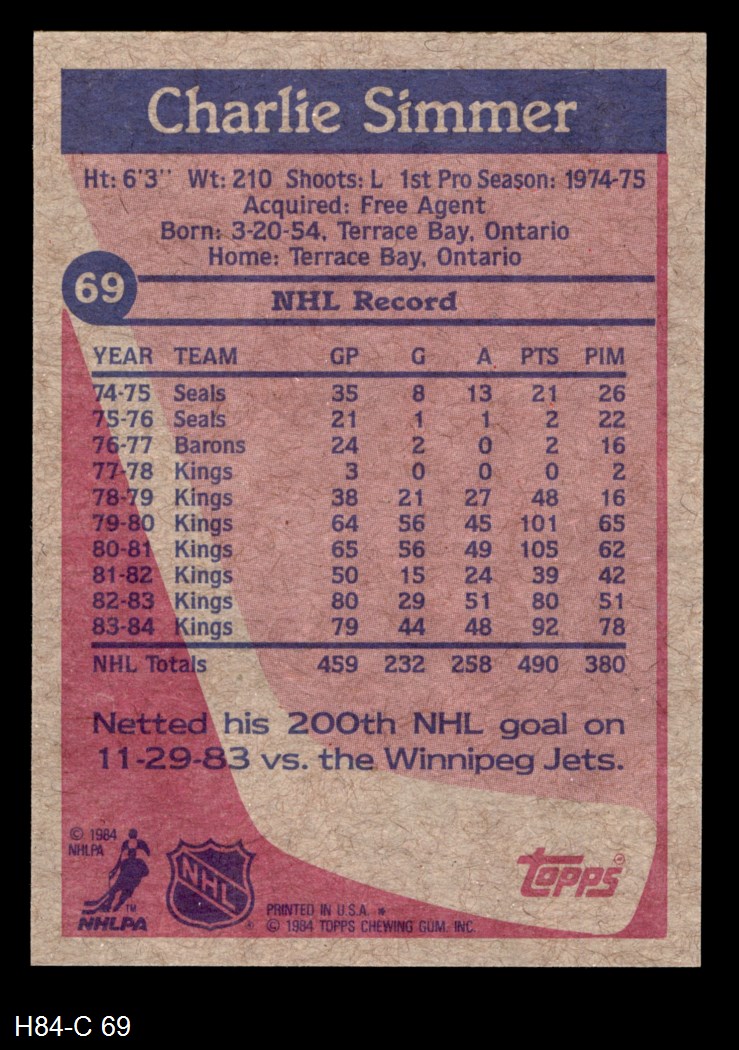 Charlie Simmer
Ht: 6'3" Wt: 210 Shoots: L 1st Pro Season: 1974-75
Acquired: Free Agent
Born: 3-20-54, Terrace Bay, Ontario
Home: Terrace Bay, Ontario
69
NHL Record
YEAR TEAM GP G A PTS PIM
74-75 Seals 35 8 13 21 26
75-76 Seals 21 1 1 2 22
76-77 Barons 24 2 0 2 16
77-78 Kings 3 0 0 0 2
78-79 Kings 38 21 27 48 16
79-80 Kings 64 56 45 101 65
80-81 Kings 65 56 49 105 62
81-82 Kings 50 15 24 39 42
82-83 Kings 80 29 51 80 51
83-84 Kings 79 44 48 92 78
NHL Totals 459 232 258 490 380
Netted his 200th NHL goal on
11-29-83 vs. the Winnipeg Jets.
© 1984
NHLPA
TM
NHLPA
NHL
PRINTED IN U.S.A. *
© 1984 TOPPS CHEWING GUM, INC.
topps®
H84-C 69